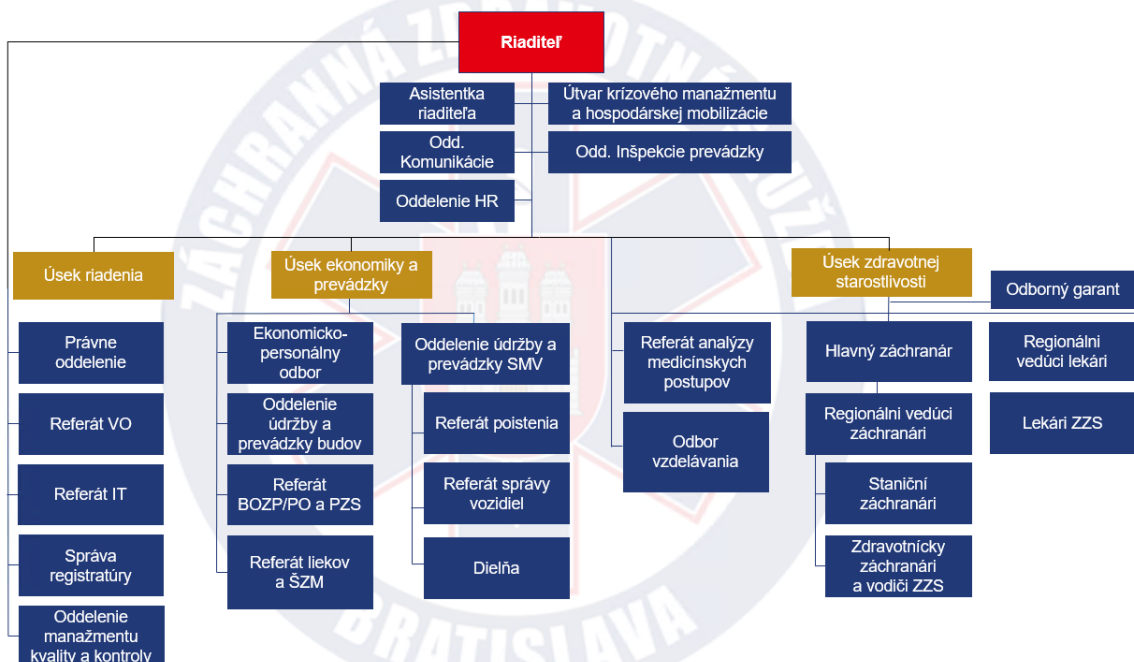 Riaditeľ
Asistentka
riaditeľa
Útvar krízového manažmentu
a hospodárskej mobilizácie
Odd.
Komunikácie
Odd. Inšpekcie prevádzky
Oddelenie HR
Úsek riadenia
Úsek ekonomiky a
prevádzky
Úsek zdravotnej
starostlivosti
Odborný garant
Právne
oddelenie
Referát VO
Referát IT
Správa
registratúry
Oddelenie
manažmentu
kvality a kontroly
Ekonomicko-
personálny
odbor
Oddelenie
údržby a
prevádzky budov
Referát
BOZP/PO a PZS
Referát liekov
a ŠZM
Oddelenie údržby a
prevádzky SMV
Referát poistenia
Referát správy
vozidiel
Dielňa
Referát analýzy
medicínskych
postupov
Odbor
vzdelávania
Hlavný záchranár
Regionálni vedúci
záchranári
Staniční
záchranári
Zdravotnícky
záchranári
a vodiči ZZS
Regionálni
vedúci lekári
Lekári ZZS
BRATISLAVA